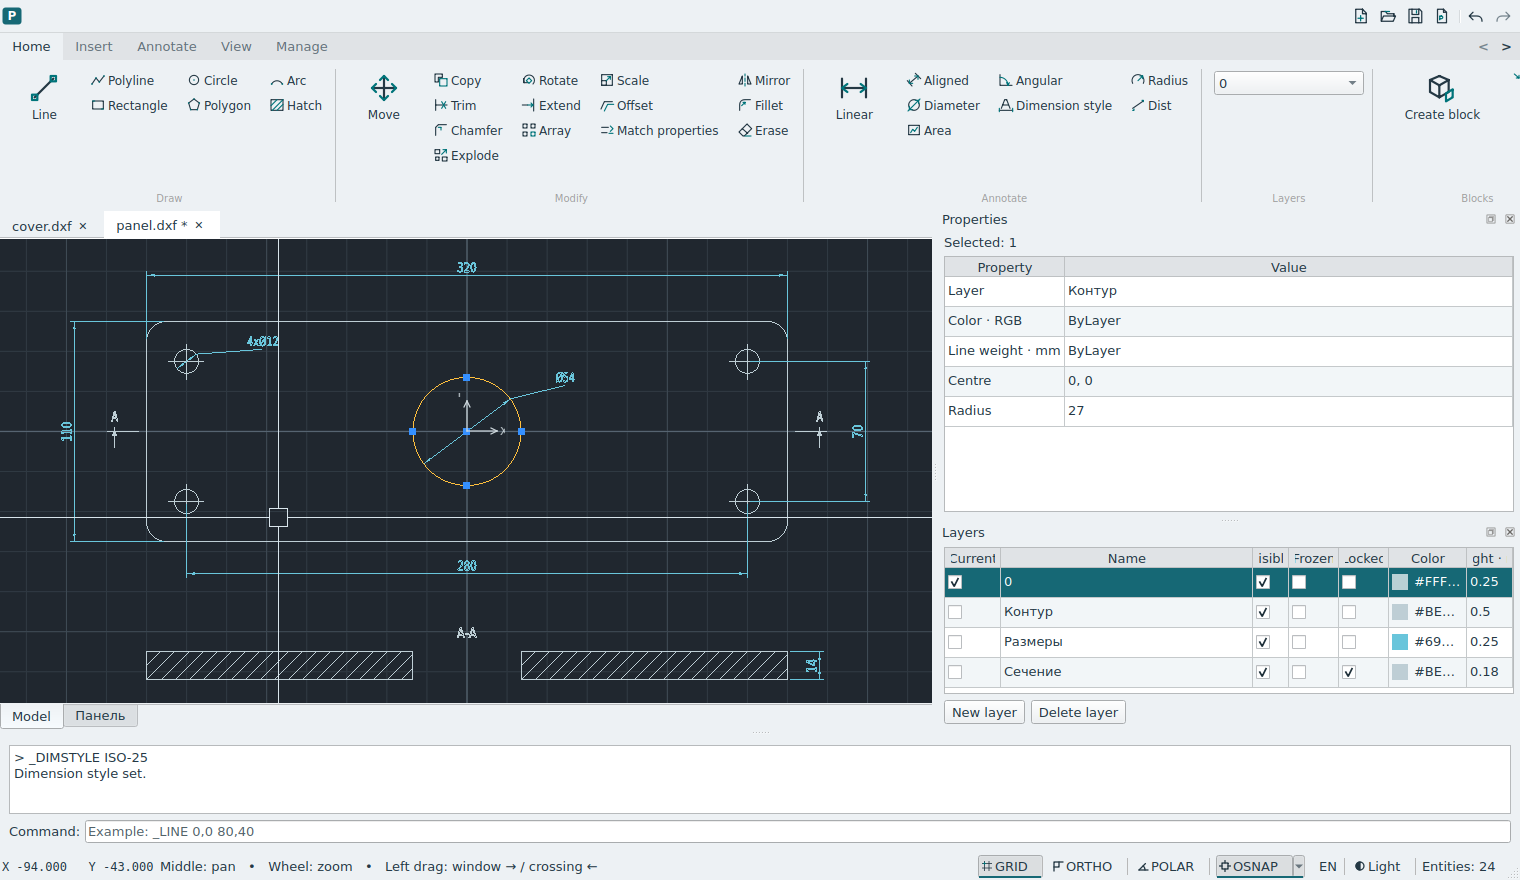 P
Home Insert Annotate View Manage < >
Line
Polyline Circle Arc
Rectangle Polygon Hatch
Draw
Move
Copy Rotate Scale Mirror
Trim Extend Offset Fillet
Chamfer Array Match properties Erase
Explode
Modify
Linear
Aligned Angular Radius
Diameter Dimension style Dist
Area
Annotate
0
Layers
Create block
Blocks
cover.dxf × panel.dxf * ×
320
4xØ12
Ø54
A A
110
70
X
280
A-A
14
Model Панель
Properties
Selected: 1
Property Value
Layer Контур
Color · RGB ByLayer
Line weight · mm ByLayer
Centre 0, 0
Radius 27
Layers
Current Name isibl Frozer Locked Color ght ·
0 #FFF... 0.25
Контур #BE... 0.5
Размеры #69... 0.25
Сечение #BE... 0.18
New layer Delete layer
> _DIMSTYLE ISO-25
Dimension style set.
Command: Example: _LINE 0,0 80,40
X -94.000 Y -43.000 Middle: pan • Wheel: zoom • Left drag: window → / crossing ← GRID ORTHO POLAR OSNAP EN Light Entities: 24